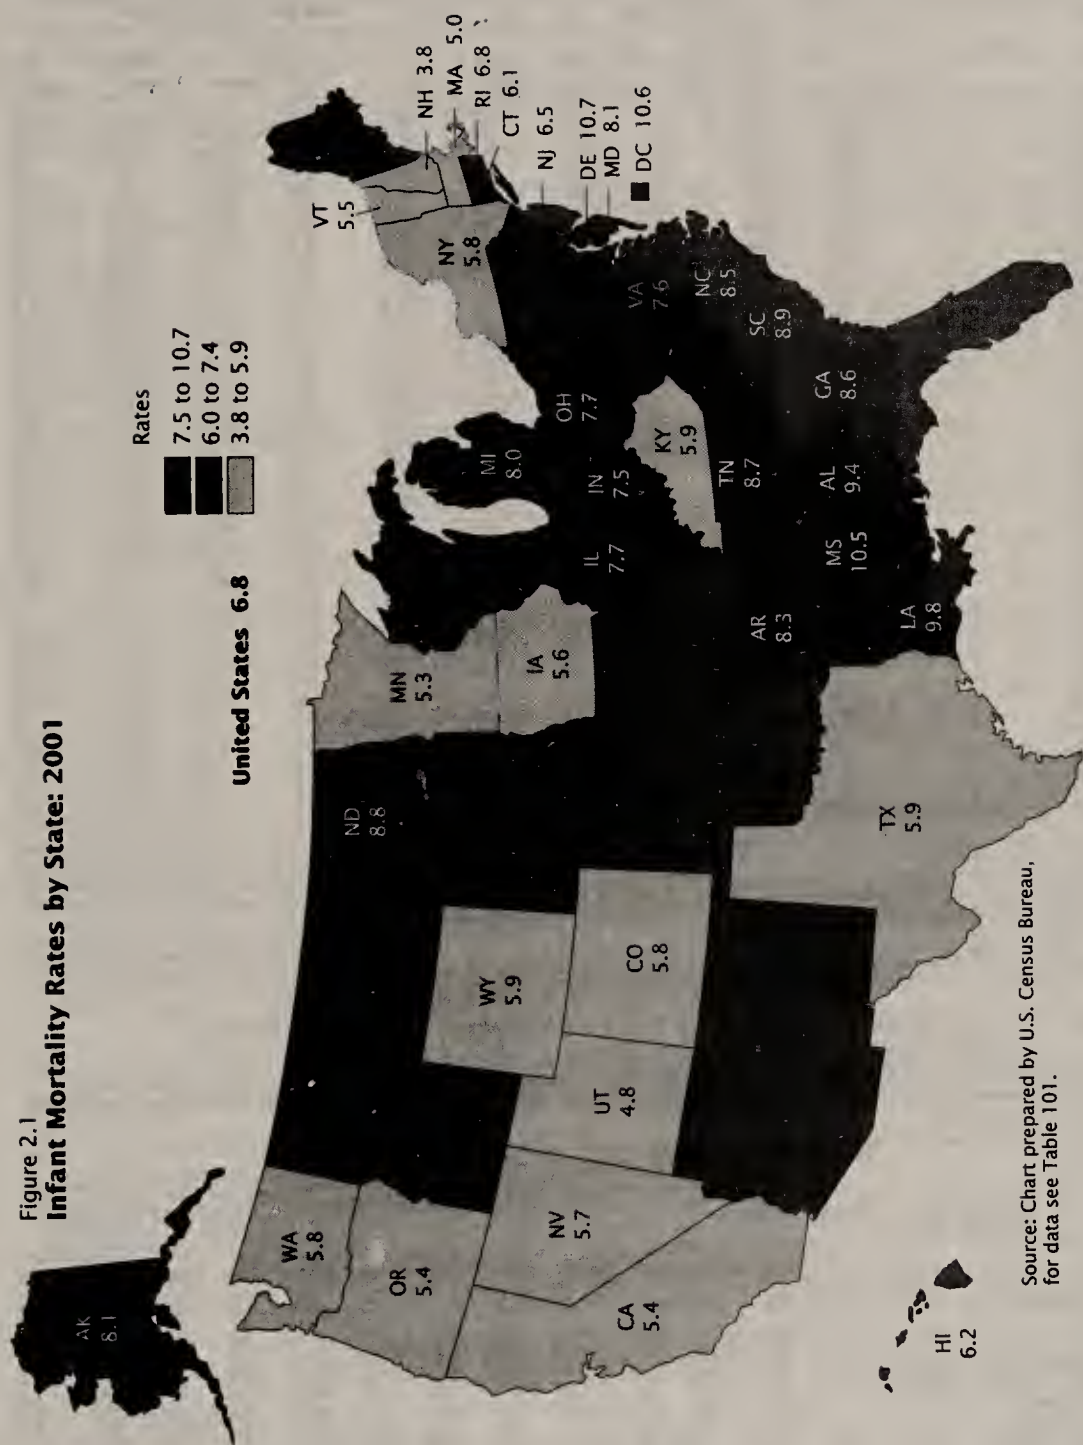 Figure 2.1
Infant Mortality Rates by State: 2001
United States 6.8
Rates
7.5 to 10.7
6.0 to 7.4
3.8 to 5.9
AK
8.1
WA
5.8
OR
5.4
CA
5.4
NV
5.7
UT
4.8
WY
5.9
CO
5.8
ND
8.8
MN
5.3
IA
5.6
TX
5.9
HI
6.2
AR
8.3
LA
9.8
MS
10.5
AL
9.4
GA
8.6
TN
8.7
KY
5.9
IL
7.7
IN
7.5
OH
7.7
MI
8.0
VA
7.6
NC
8.5
SC
8.9
NY
5.8
VT
5.5
NH 3.8
MA 5.0
RI 6.8
CT 6.1
NJ 6.5
DE 10.7
MD 8.1
DC 10.6
Source: Chart prepared by U.S. Census Bureau,
for data see Table 101.